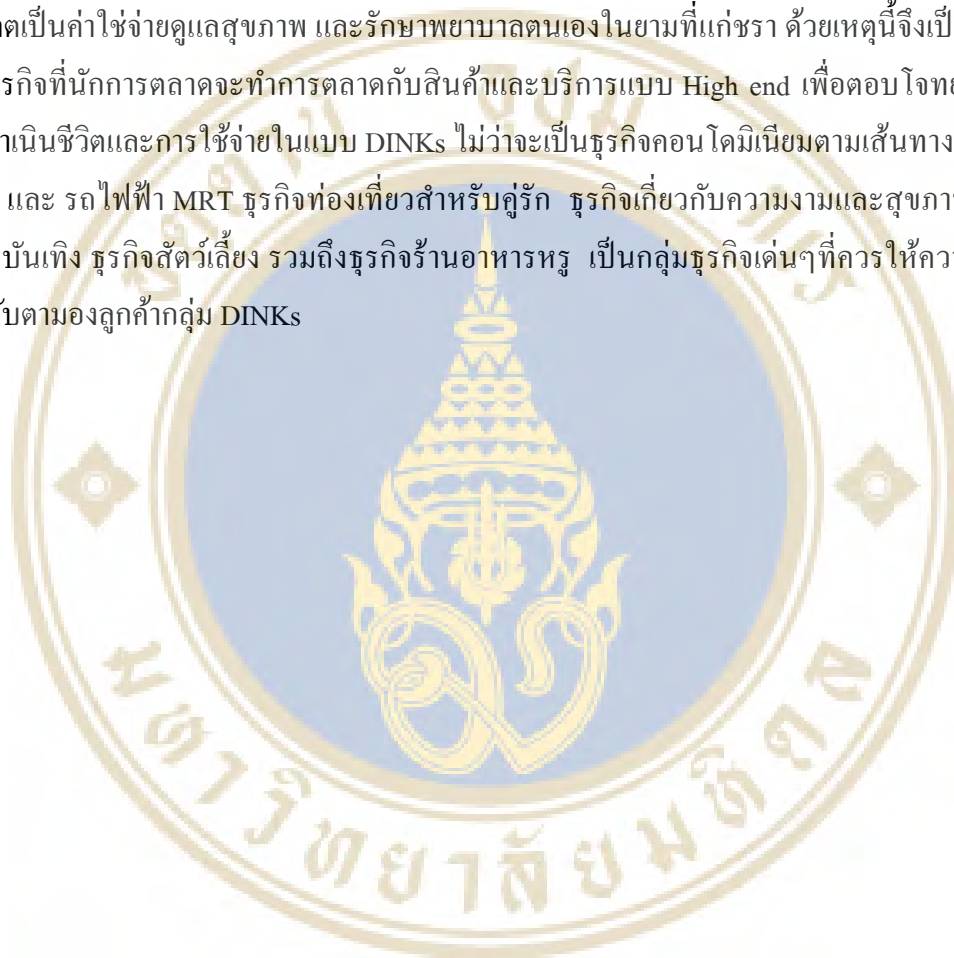 เป็นค่าใช่จ่ายดูแลสุขภาพ และรักษาพยาบาลตนเองในยามที่แก่ชรา ด้วยเหตุนี้จึงเป็
รกิจที่นักการตลาดจะทำการตลาดกับสินค้าและบริการแบบ High end เพื่อตอบโจทย
าเนินชีวิตและการใช้จ่ายในแบบ DINKs ไม่ว่าจะเป็นธุรกิจคอนโดมิเนียมตามเส้นทาง
และ รถไฟฟ้า MRT ธุรกิจท่องเที่ยวสำหรับคู่รัก ธุรกิจเกี่ยวกับความงามและสุขภา
บันเทิง ธุรกิจสัตว์เลี้ยง รวมถึงธุรกิจร้านอาหารหรู เป็นกลุ่มธุรกิจเด่นๆที่ควรให้คว
ับตามองลูกค้ากลุ่ม DINKs
มหาวิทยาลัยมหิดล